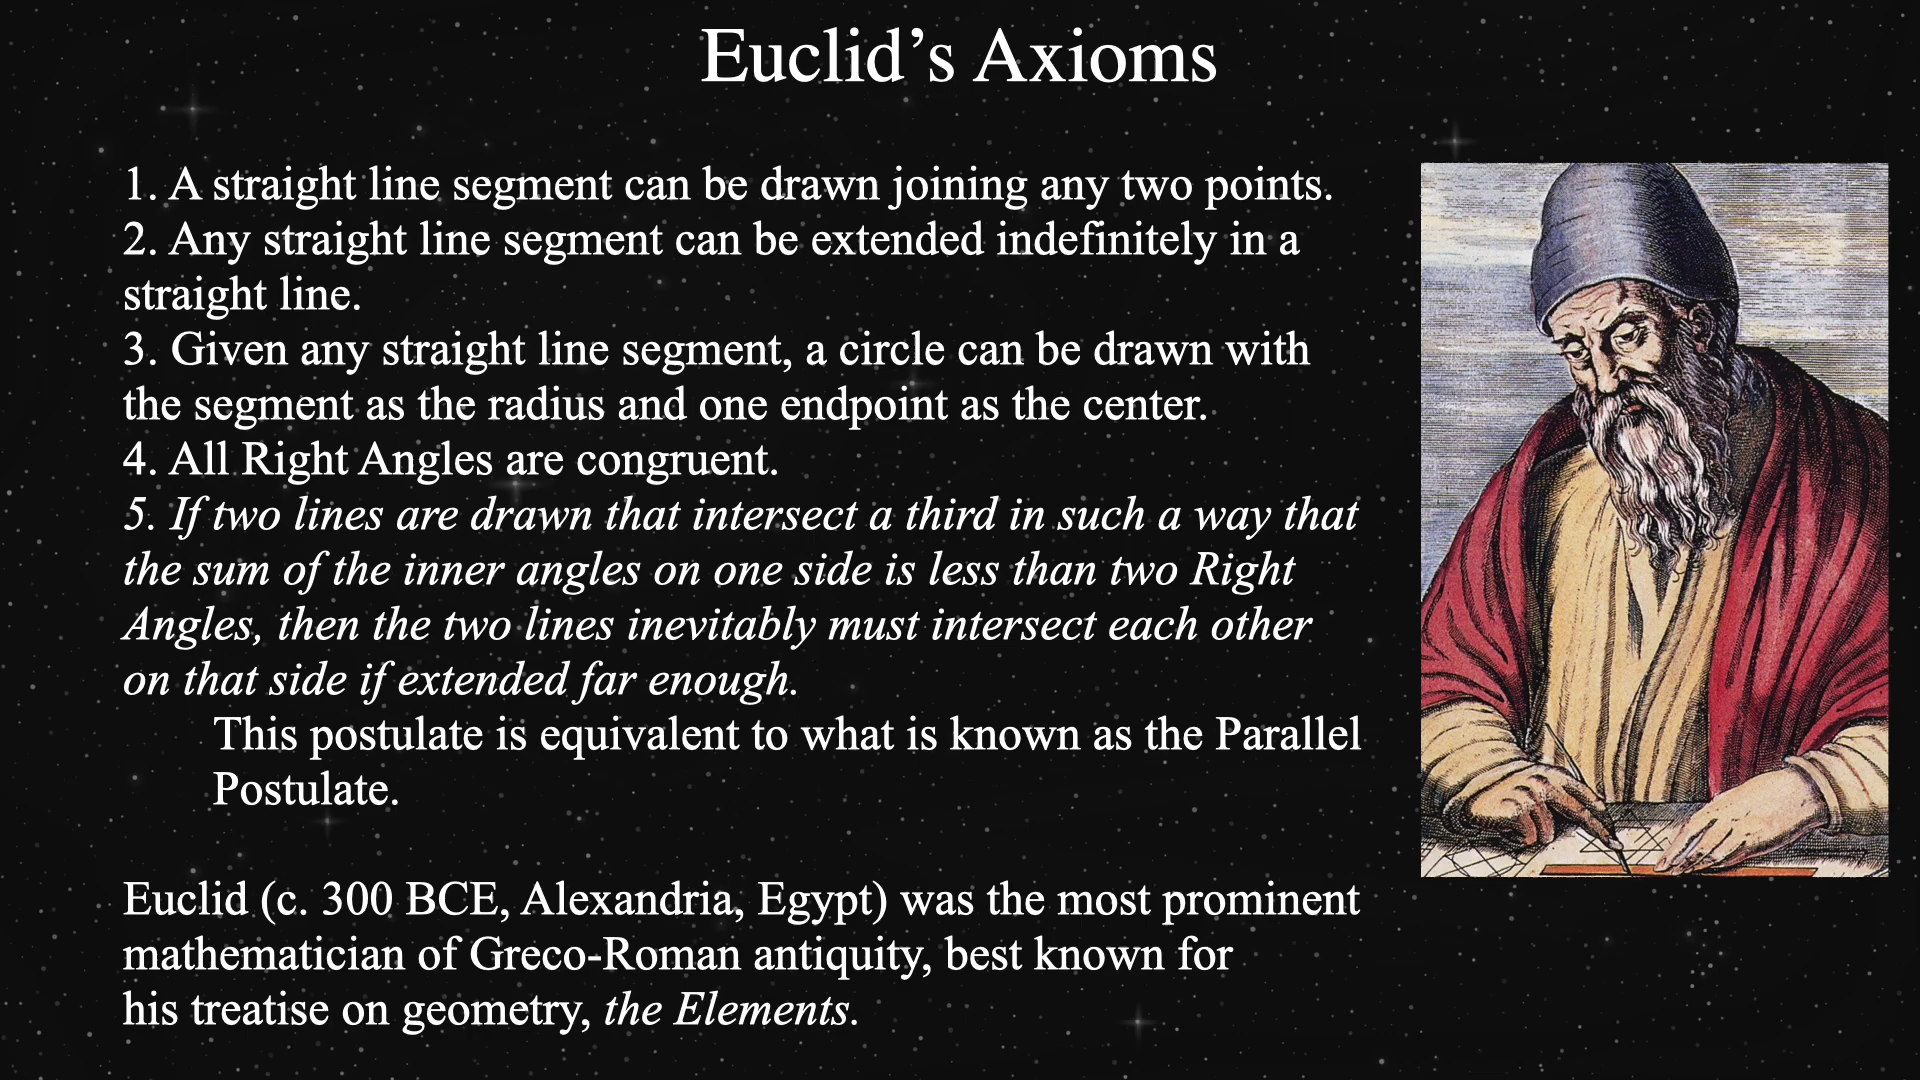 Euclid’s Axioms
1. A straight line segment can be drawn joining any two points.
2. Any straight line segment can be extended indefinitely in a
straight line.
3. Given any straight line segment, a circle can be drawn with
the segment as the radius and one endpoint as the center.
4. All Right Angles are congruent.
5. If two lines are drawn that intersect a third in such a way that
the sum of the inner angles on one side is less than two Right
Angles, then the two lines inevitably must intersect each other
on that side if extended far enough.
This postulate is equivalent to what is known as the Parallel
Postulate.
Euclid (c. 300 BCE, Alexandria, Egypt) was the most prominent
mathematician of Greco-Roman antiquity, best known for
his treatise on geometry, the Elements.